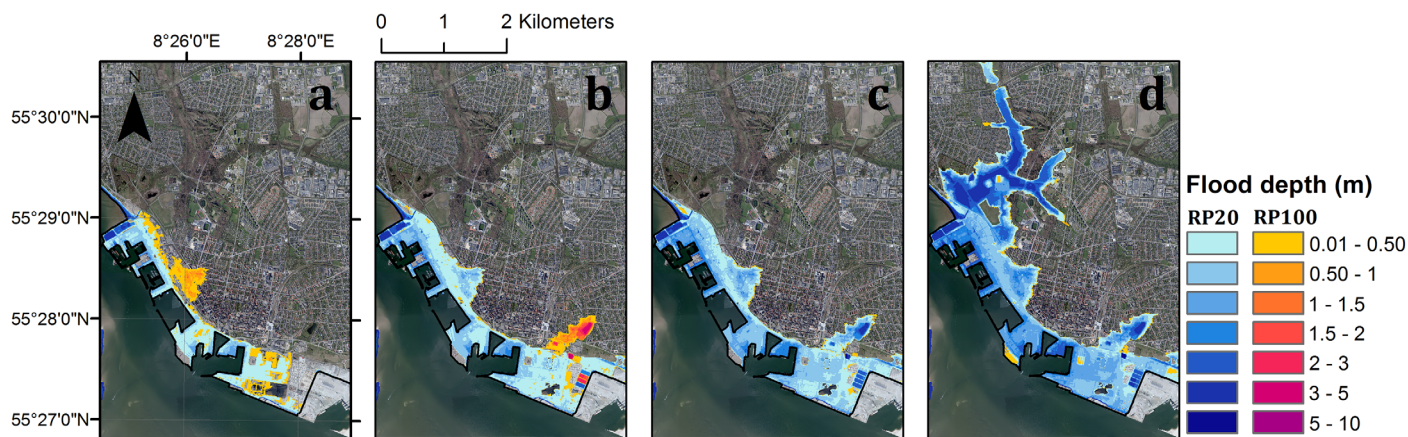 0 1 2 Kilometers
8°26'0"E 8°28'0"E
N
a b c d
55°30'0"N
55°29'0"N
55°28'0"N
55°27'0"N
Flood depth (m)
RP20 RP100
0.01 - 0.50
0.50 - 1
1 - 1.5
1.5 - 2
2 - 3
3 - 5
5 - 10